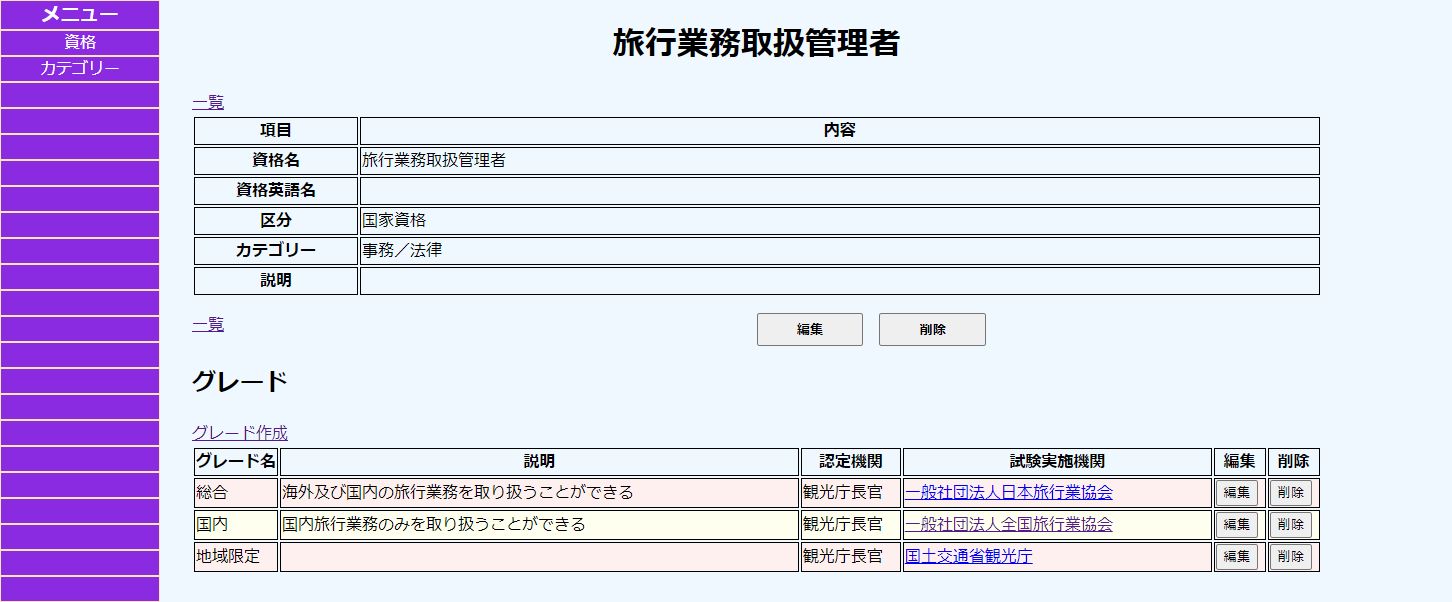 メニュー
資格
カテゴリー
旅行業務取扱管理者
一覧
項目 内容
資格名 旅行業務取扱管理者
資格英語名
区分 国家資格
カテゴリー 事務／法律
説明
一覧 編集 削除
グレード
グレード作成
グレード名 説明 認定機関 試験実施機関 編集 削除
総合 海外及び国内の旅行業務を取り扱うことができる 観光庁長官 一般社団法人日本旅行業協会 編集 削除
国内 国内旅行業務のみを取り扱うことができる 観光庁長官 一般社団法人全国旅行業協会 編集 削除
地域限定 観光庁長官 国土交通省観光庁 編集 削除